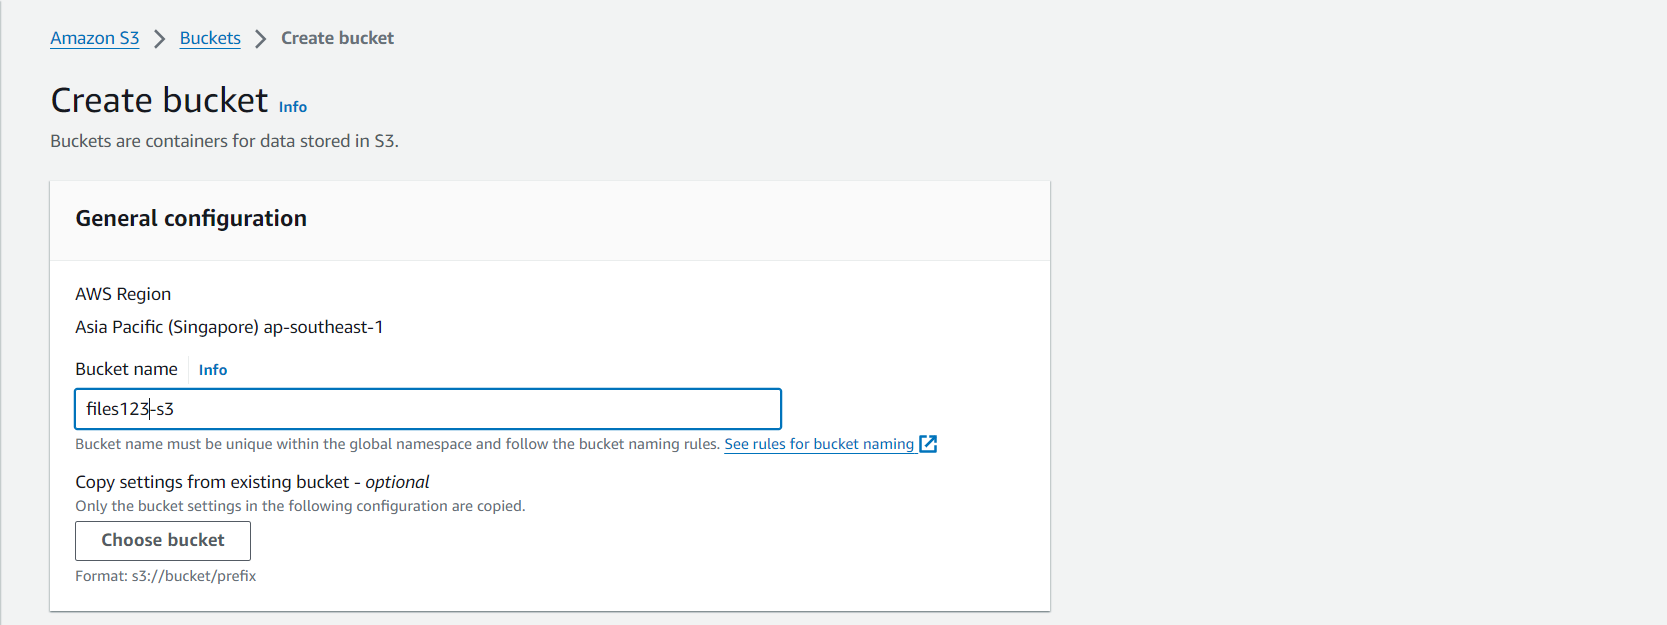 Amazon S3 > Buckets > Create bucket
Create bucket Info
Buckets are containers for data stored in S3.
General configuration
AWS Region
Asia Pacific (Singapore) ap-southeast-1
Bucket name Info
files123-s3
Bucket name must be unique within the global namespace and follow the bucket naming rules. See rules for bucket naming
Copy settings from existing bucket - optional
Only the bucket settings in the following configuration are copied.
Choose bucket
Format: s3://bucket/prefix